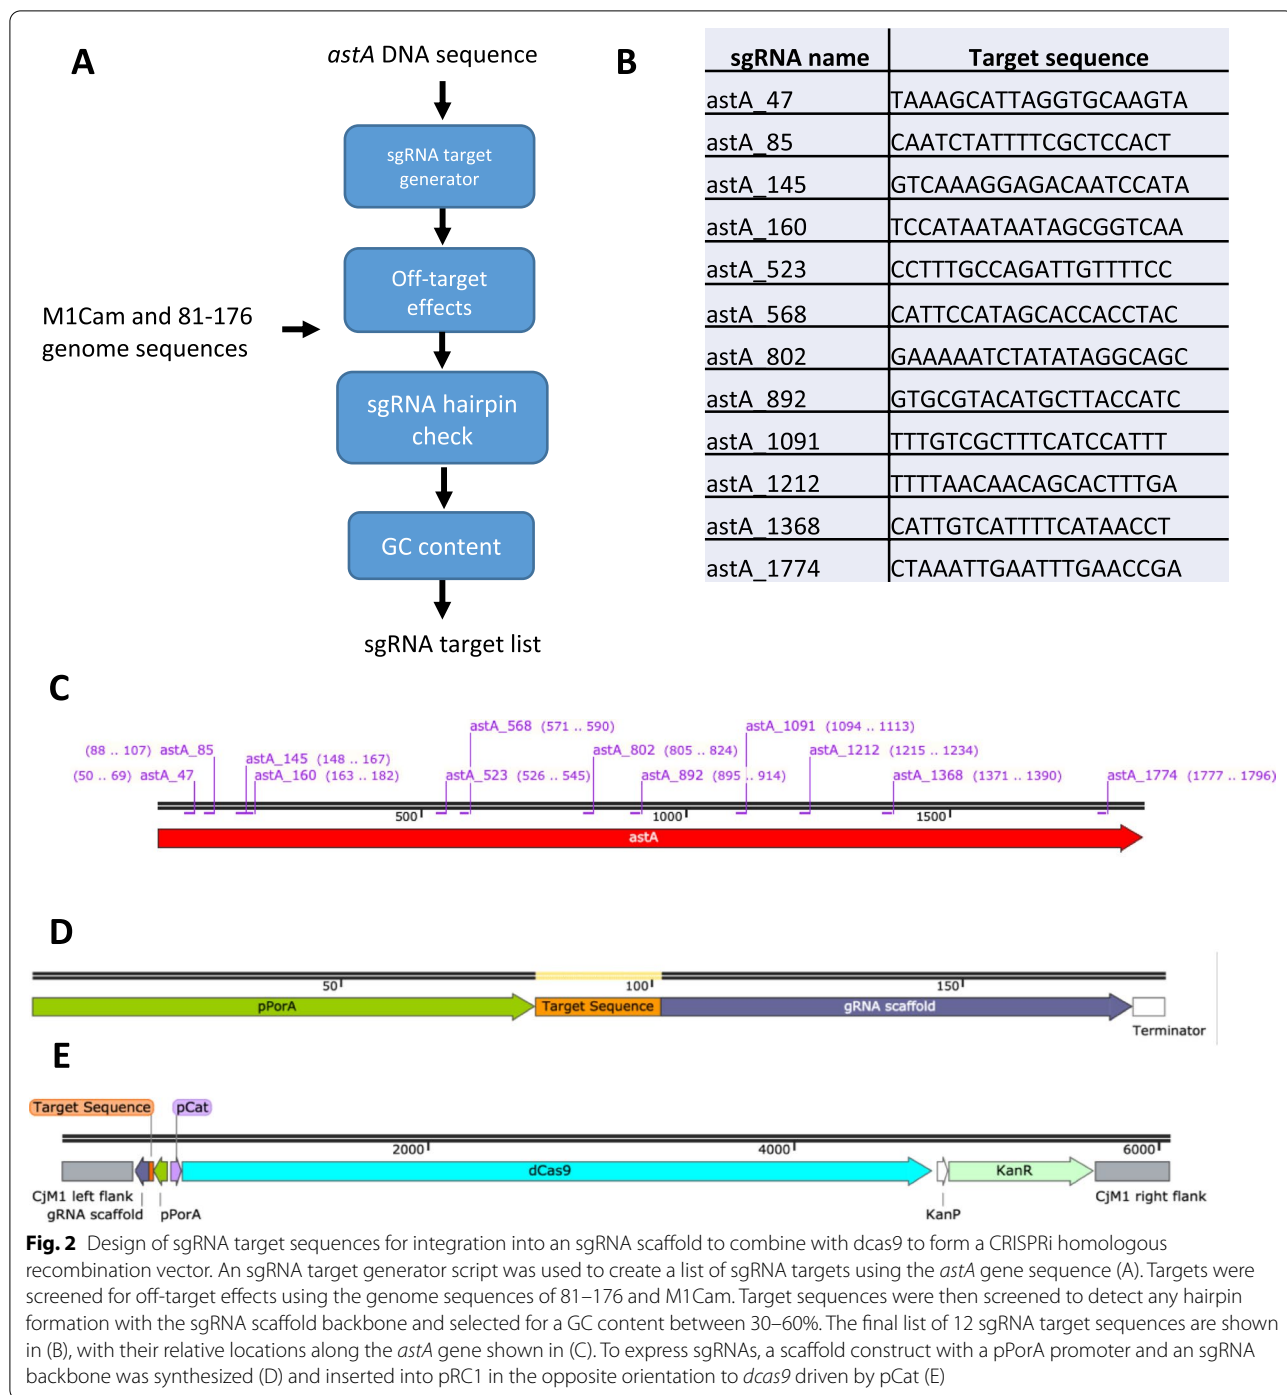 A
astA DNA sequence
sgRNA target
generator
Off-target
effects
M1Cam and 81-176
genome sequences
sgRNA hairpin
check
GC content
sgRNA target list
B
sgRNA name Target sequence
astA_47 TAAAGCATTAGGTGCAAGTA
astA_85 CAATCTATTTTCGCTCCACT
astA_145 GTCAAAGGAGACAATCCATA
astA_160 TCCATAATAATAGCGGTCAA
astA_523 CCTTTGCCAGATTGTTTTCC
astA_568 CATTCCATAGCACCACCTAC
astA_802 GAAAAATCTATATAGGCAGC
astA_892 GTGCGTACATGCTTACCATC
astA_1091 TTTGTCGCTTTCATCCATTT
astA_1212 TTTTAACAACAGCACTTTGA
astA_1368 CATTGTCATTTTCATAACCT
astA_1774 CTAAATTGAATTTGAACCGA
C
astA_568 (571 .. 590) astA_1091 (1094 .. 1113)
(88 .. 107) astA_85 astA_145 (148 .. 167) astA_802 (805 .. 824) astA_1212 (1215 .. 1234)
(50 .. 69) astA_47 astA_160 (163 .. 182) astA_523 (526 .. 545) astA_892 (895 .. 914) astA_1368 (1371 .. 1390) astA_1774 (1777 .. 1796)
500 1000 1500
astA
D
50 100 150
pPorA Target Sequence gRNA scaffold
Terminator
E
Target Sequence pCat
2000 4000 6000
dCas9 KanR
CjM1 left flank CjM1 right flank
gRNA scaffold pPorA KanP
Fig. 2 Design of sgRNA target sequences for integration into an sgRNA scaffold to combine with dcas9 to form a CRISPRi homologous
recombination vector. An sgRNA target generator script was used to create a list of sgRNA targets using the astA gene sequence (A). Targets were
screened for off-target effects using the genome sequences of 81–176 and M1Cam. Target sequences were then screened to detect any hairpin
formation with the sgRNA scaffold backbone and selected for a GC content between 30–60%. The final list of 12 sgRNA target sequences are shown
in (B), with their relative locations along the astA gene shown in (C). To express sgRNAs, a scaffold construct with a pPorA promoter and an sgRNA
backbone was synthesized (D) and inserted into pRC1 in the opposite orientation to dcas9 driven by pCat (E)